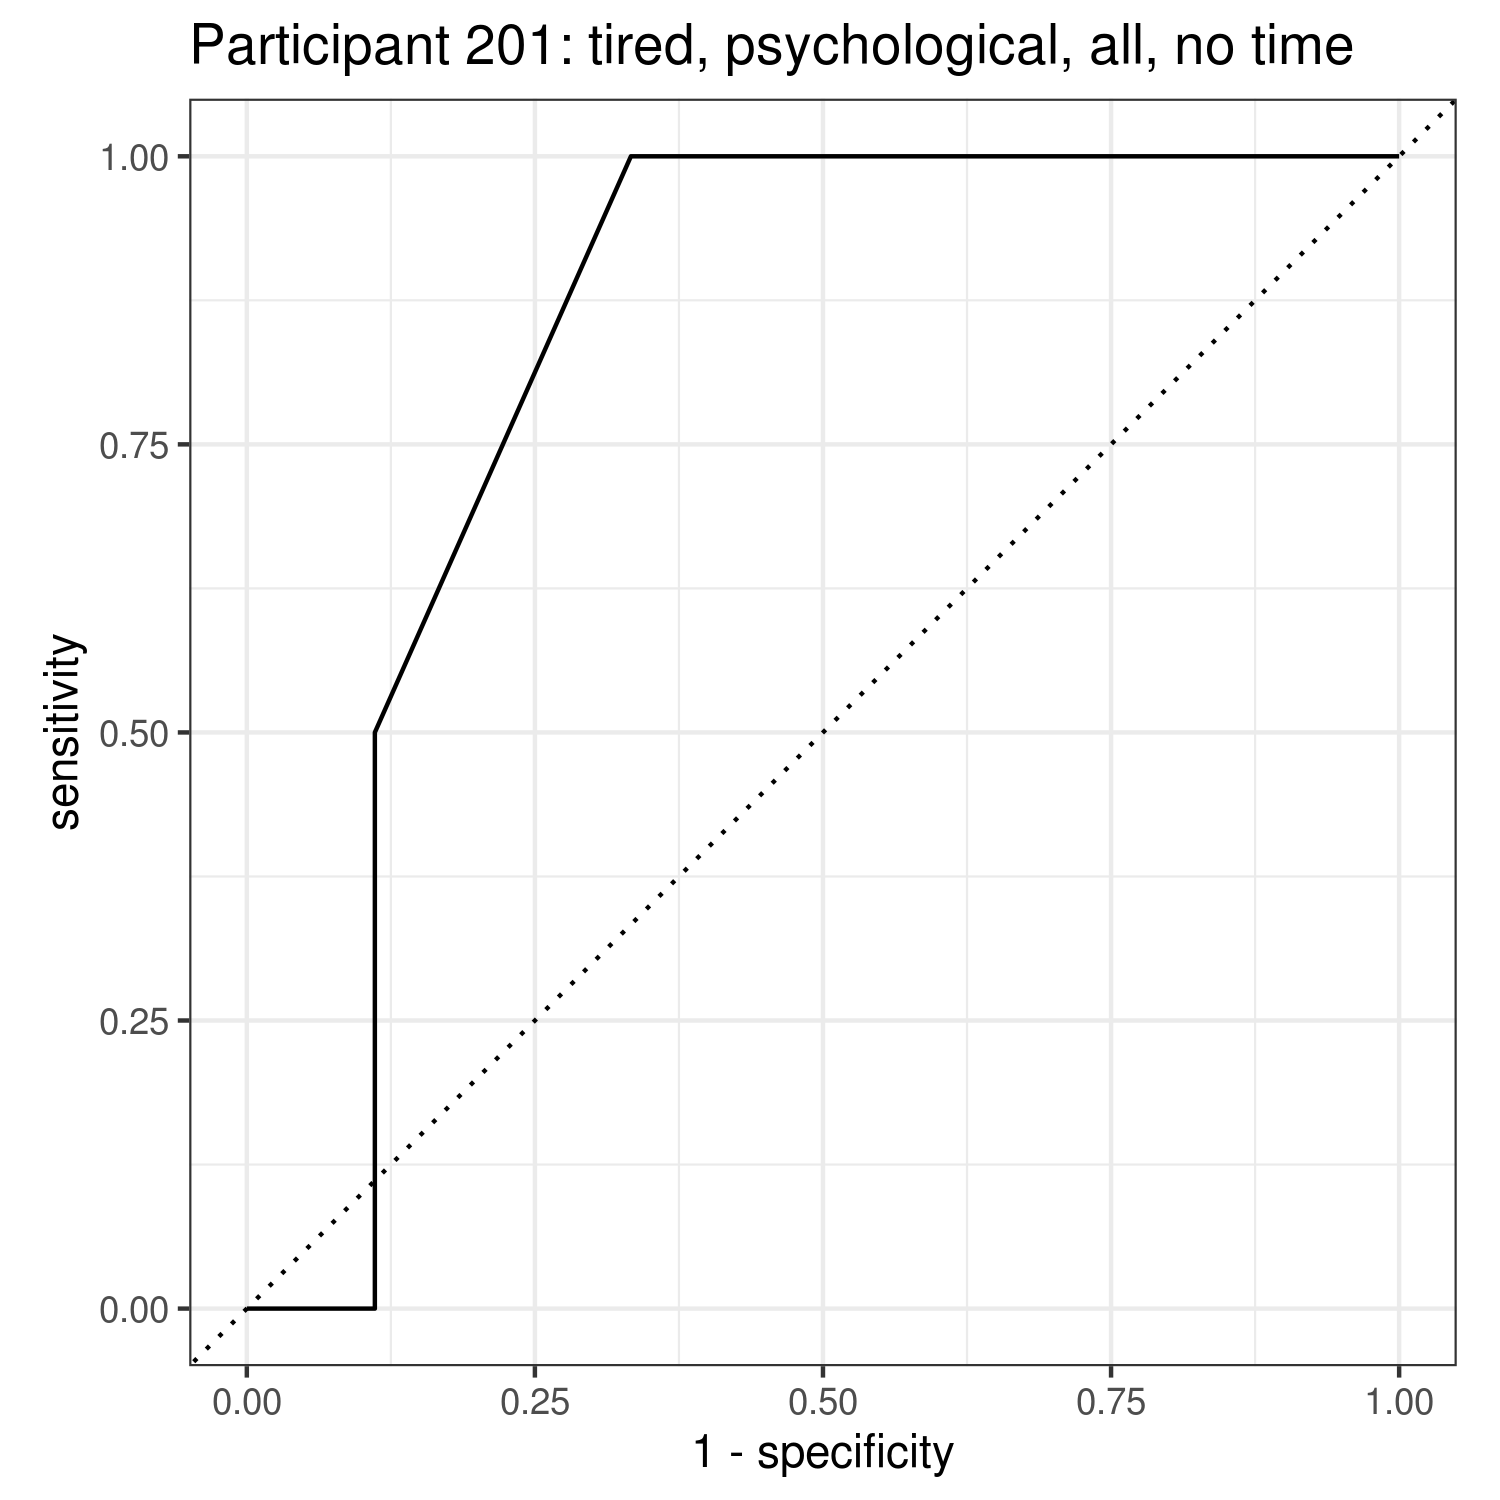 Participant 201: tired, psychological, all, no time
1.00
0.75
0.50
0.25
0.00
sensitivity
0.00 0.25 0.50 0.75 1.00
1 - specificity